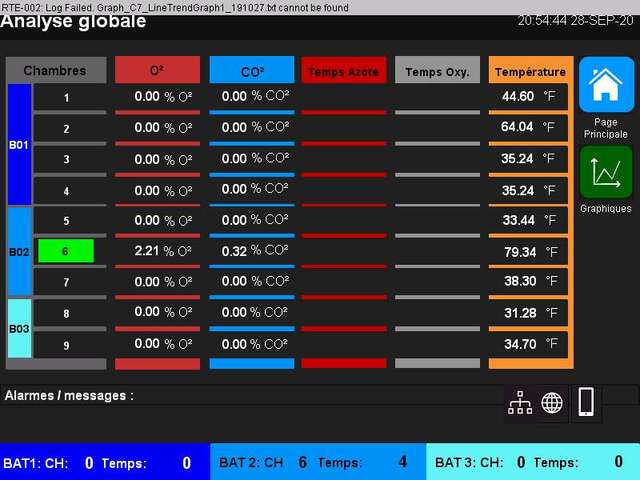 RTE-002: Log Failed. Graph_C7_LineTrendGraph1_191027.txt cannot be found
Analyse globale 20:54:44 28-SEP-20
Chambres O² CO² Temps Azote Temps Oxy. Température
Page
Principale
Graphiques
B01
1 0.00 % O² 0.00 % CO² 44.60 °F
2 0.00 % O² 0.00 % CO² 64.04 °F
3 0.00 % O² 0.00 % CO² 35.24 °F
4 0.00 % O² 0.00 % CO² 35.24 °F
B02
5 0.00 % O² 0.00 % CO² 33.44 °F
6 2.21 % O² 0.32 % CO² 79.34 °F
7 0.00 % O² 0.00 % CO² 38.30 °F
B03
8 0.00 % O² 0.00 % CO² 31.28 °F
9 0.00 % O² 0.00 % CO² 34.70 °F
Alarmes / messages :
BAT1: CH: 0 Temps: 0 BAT 2: CH 6 Temps: 4 BAT 3: CH: 0 Temps: 0